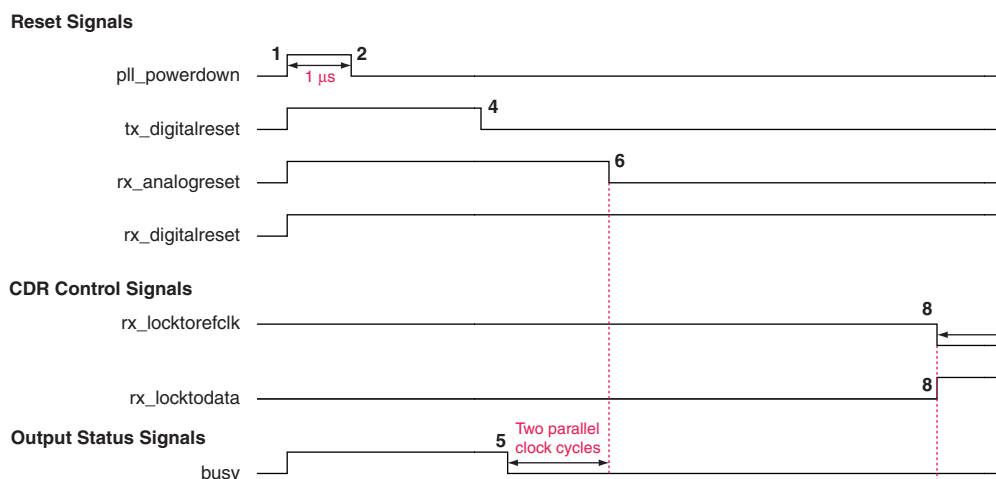 Reset Signals
1
2
pll_powerdown
1 μs
4
tx_digitalreset
6
rx_analogreset
rx_digitalreset
CDR Control Signals
8
rx_locktorefclk
8
rx_locktodata
Output Status Signals
5
Two parallel
clock cycles
busy